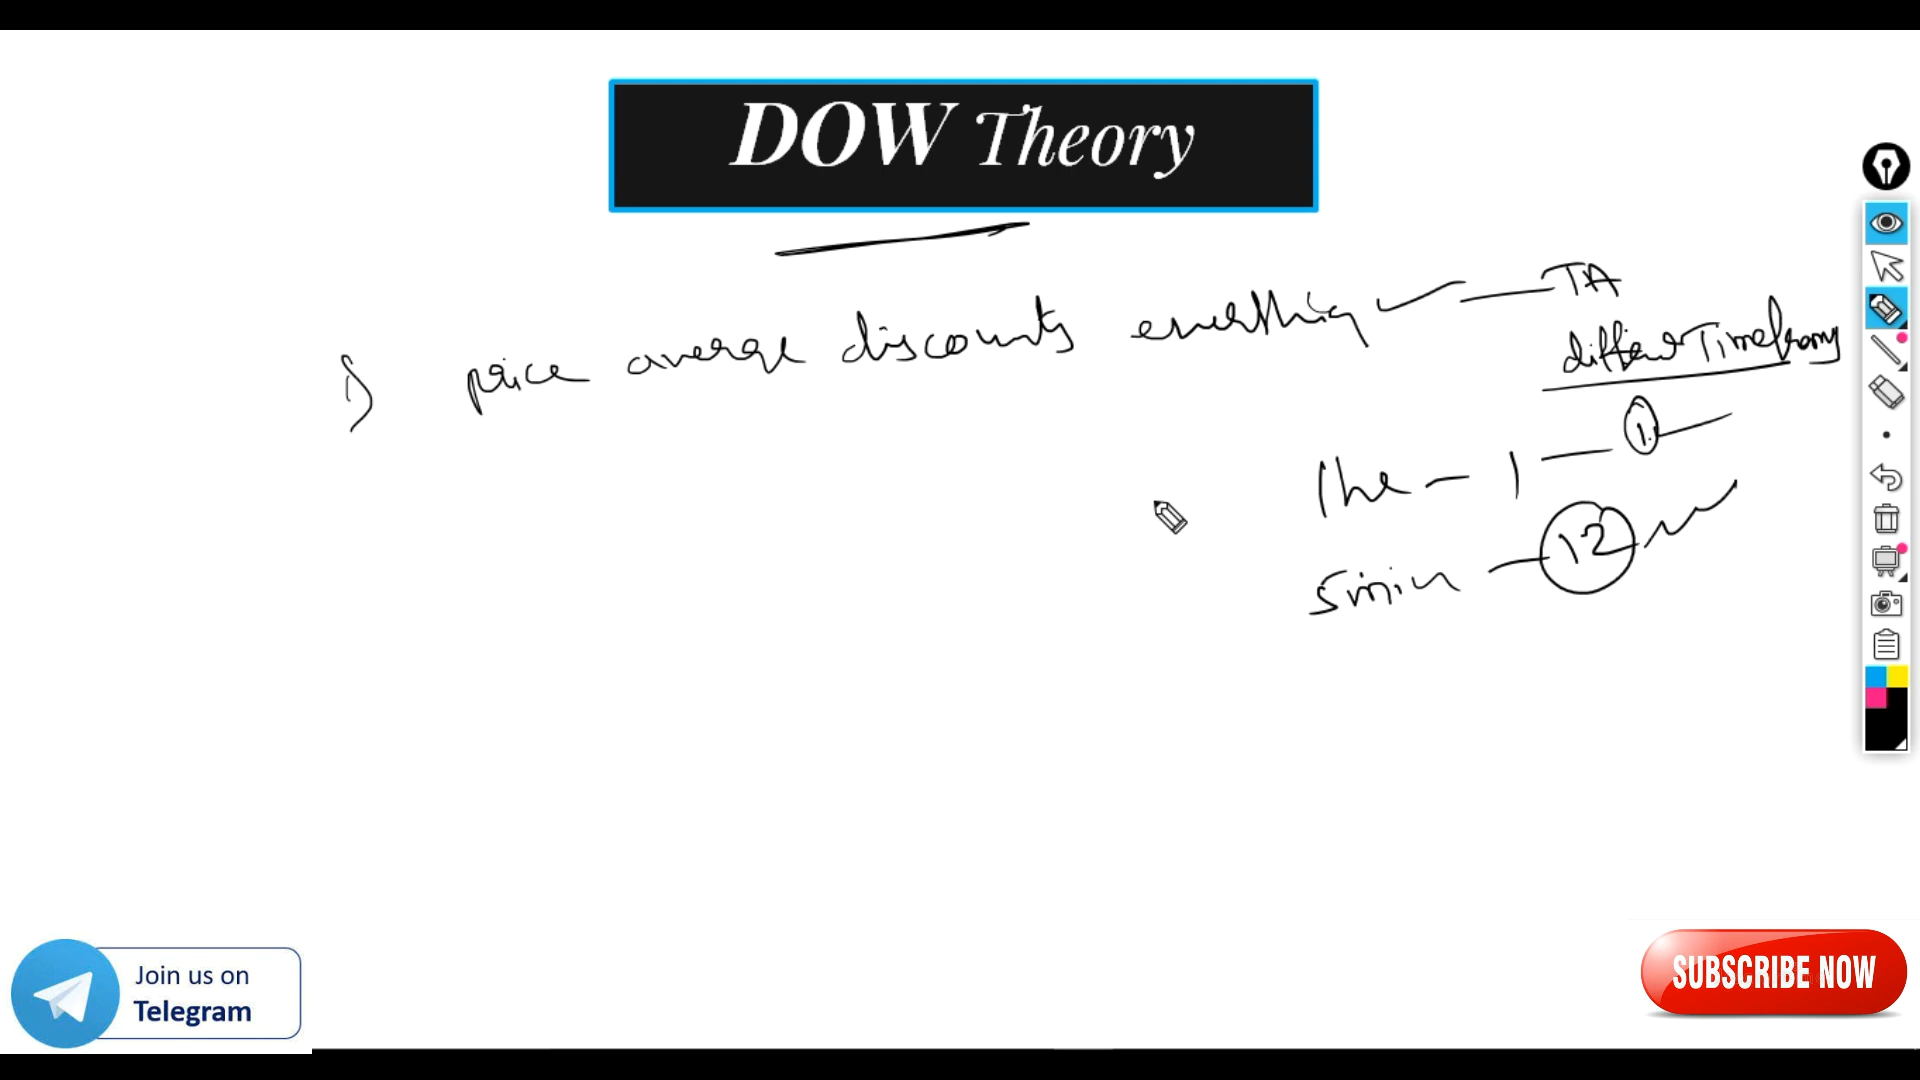 DOW Theory
1) price average discounts everything — TA
different Timeframes
1hr - 1 — 1
5min — 12
Join us on
Telegram
SUBSCRIBE NOW